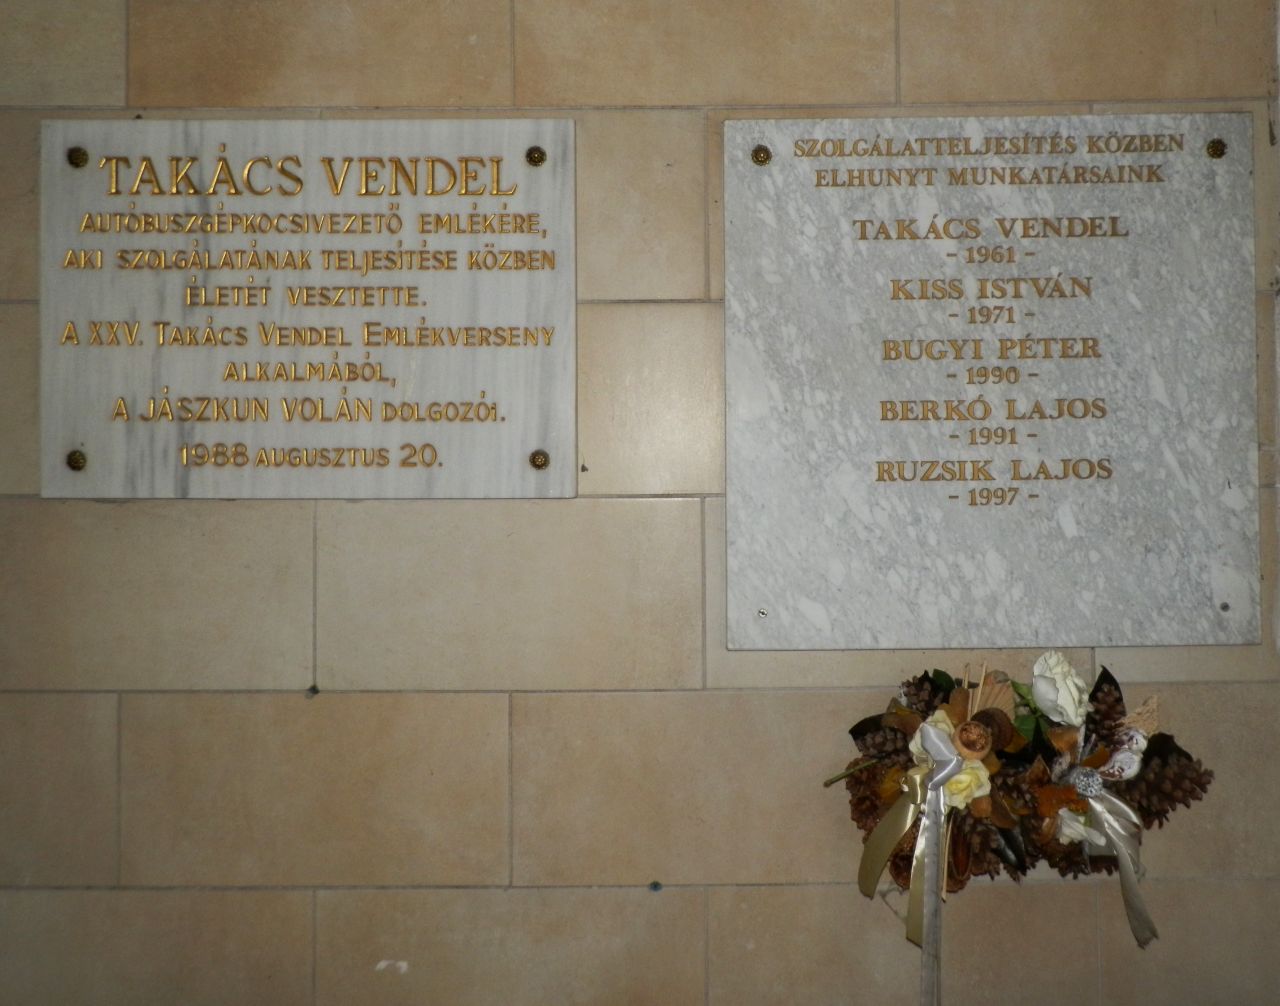 TAKÁCS VENDEL
AUTÓBUSZGÉPKOCSIVEZETŐ EMLÉKÉRE,
AKI SZOLGÁLATÁNAK TELJESÍTÉSE KÖZBEN
ÉLETÉT VESZTETTE.
A XXV. TAKÁCS VENDEL EMLÉKVERSENY
ALKALMÁBÓL,
A JÁSZKUN VOLÁN DOLGOZÓI.
1988 AUGUSZTUS 20.
SZOLGÁLATTELJESÍTÉS KÖZBEN
ELHUNYT MUNKATÁRSAINK
TAKÁCS VENDEL
- 1961 -
KISS ISTVÁN
- 1971 -
BUGYI PÉTER
- 1990 -
BERKÓ LAJOS
- 1991 -
RUZSIK LAJOS
- 1997 -